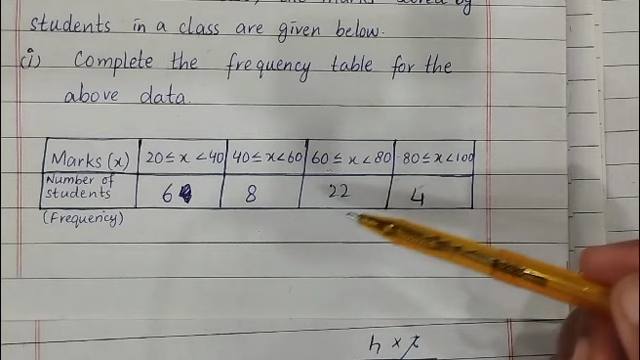 by
students in a class are given below.
(i) Complete the frequency table for the
above data.
Marks (x) 20 ≤ x < 40 40 ≤ x < 60 60 ≤ x < 80 80 ≤ x < 100
Number of
students 6 8 22 4
(Frequency)
h x